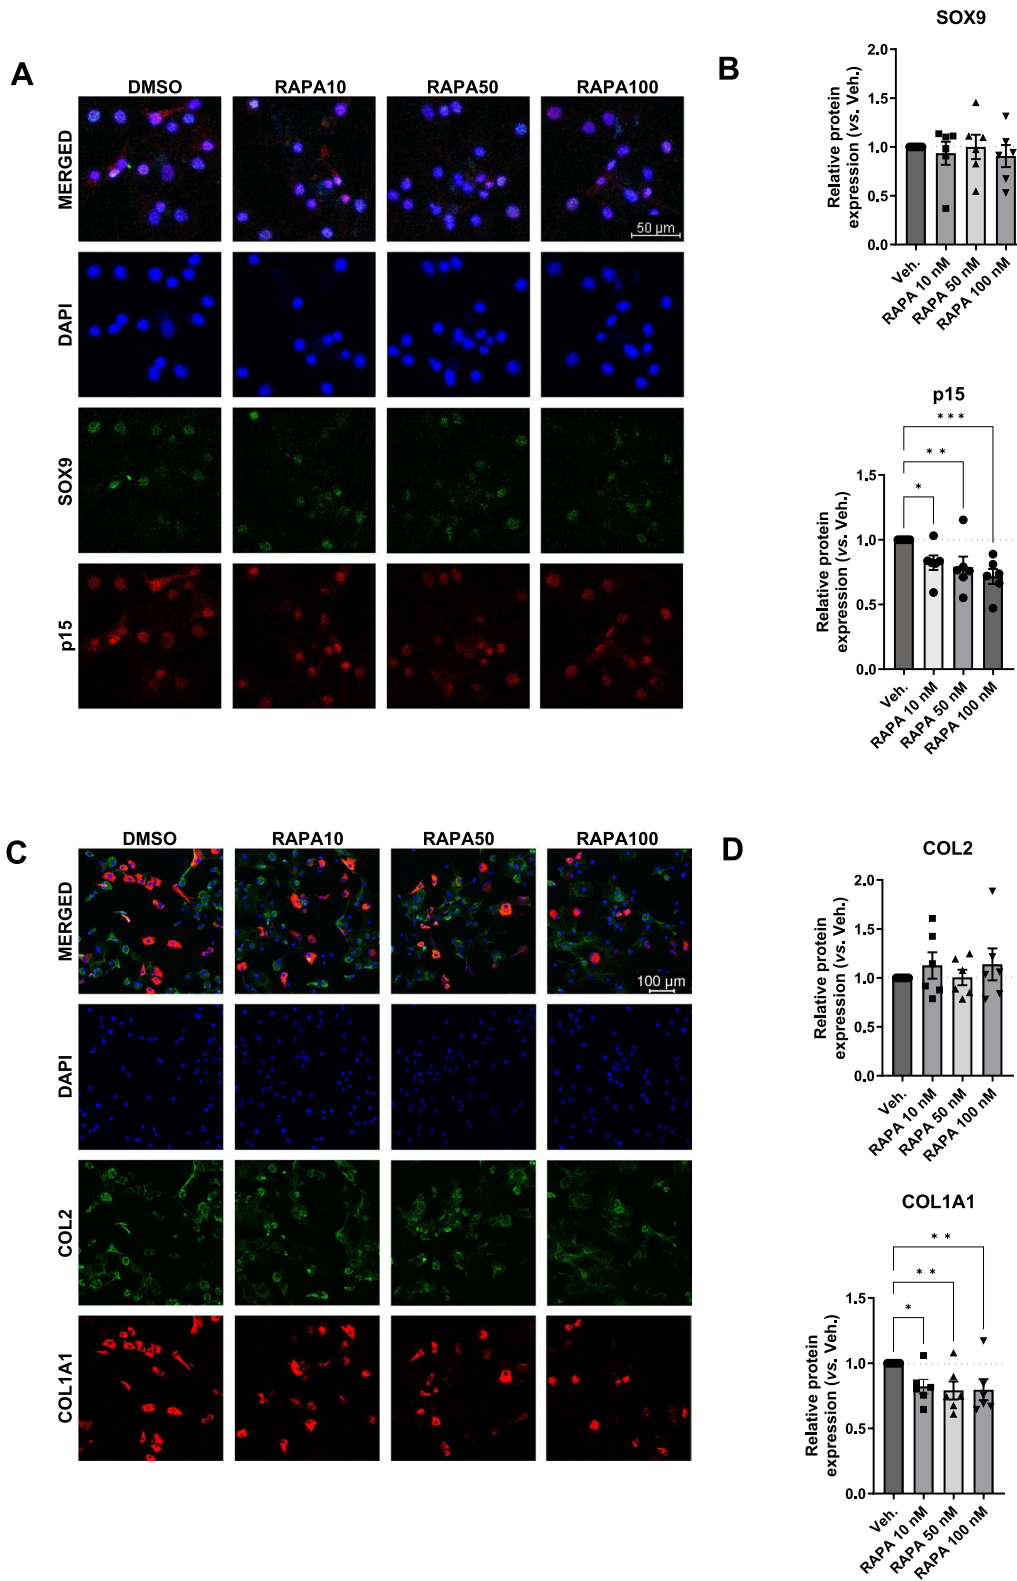 A
DMSO RAPA10 RAPA50 RAPA100
MERGED
50 µm
DAPI
SOX9
p15
B
SOX9
Relative protein
expression (vs. Veh.)
2.0
1.5
1.0
0.5
0.0
Veh.
RAPA 10 nM
RAPA 50 nM
RAPA 100 nM
p15
***
**
*
Relative protein
expression (vs. Veh.)
1.5
1.0
0.5
0.0
Veh.
RAPA 10 nM
RAPA 50 nM
RAPA 100 nM
C
DMSO RAPA10 RAPA50 RAPA100
MERGED
100 µm
DAPI
COL2
COL1A1
D
COL2
Relative protein
expression (vs. Veh.)
2.0
1.5
1.0
0.5
0.0
Veh.
RAPA 10 nM
RAPA 50 nM
RAPA 100 nM
COL1A1
**
**
*
Relative protein
expression (vs. Veh.)
1.5
1.0
0.5
0.0
Veh.
RAPA 10 nM
RAPA 50 nM
RAPA 100 nM